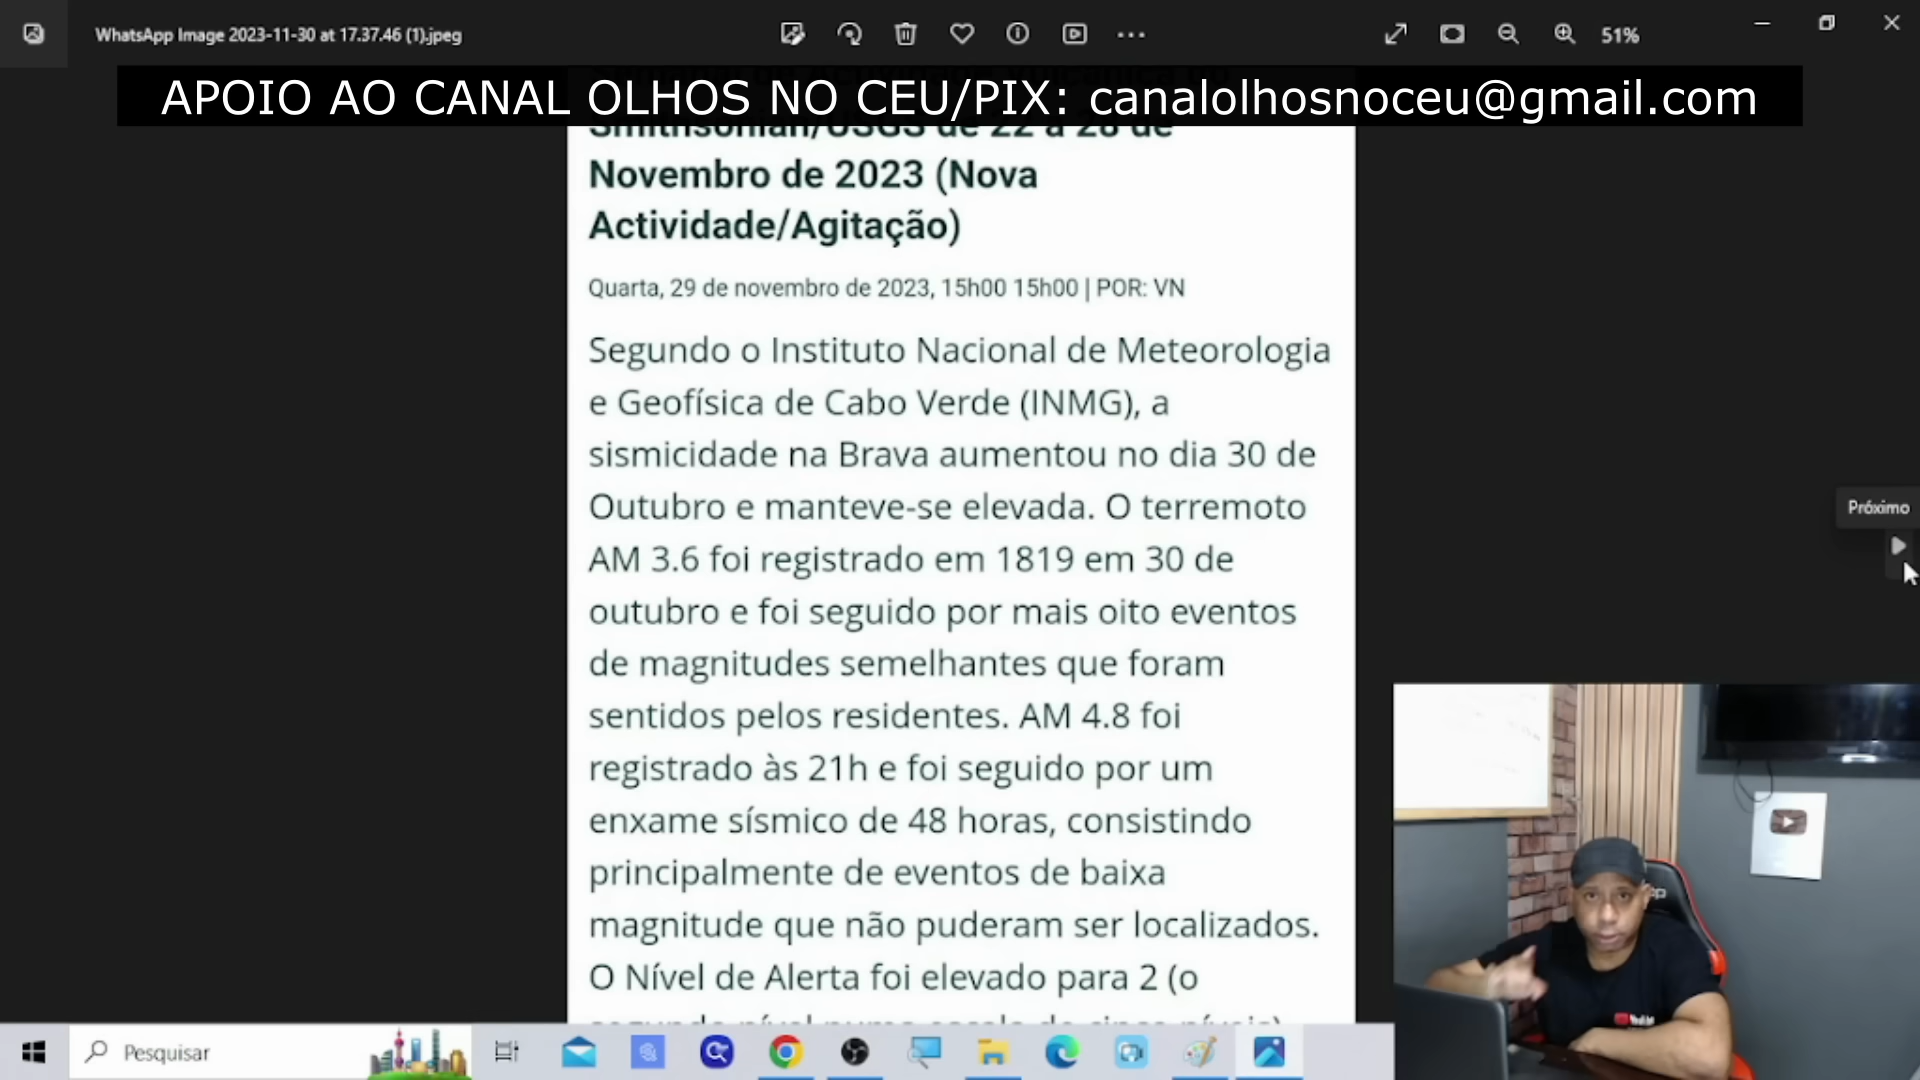 WhatsApp Image 2023-11-30 at 17.37.46 (1).jpeg
51%
APOIO AO CANAL OLHOS NO CEU/PIX: canalolhosnoceu@gmail.com
Smithsonian/USGS de 22 a 28 de
Novembro de 2023 (Nova
Actividade/Agitação)
Quarta, 29 de novembro de 2023, 15h00 15h00 | POR: VN
Segundo o Instituto Nacional de Meteorologia
e Geofísica de Cabo Verde (INMG), a
sismicidade na Brava aumentou no dia 30 de
Outubro e manteve-se elevada. O terremoto
AM 3.6 foi registrado em 1819 em 30 de
outubro e foi seguido por mais oito eventos
de magnitudes semelhantes que foram
sentidos pelos residentes. AM 4.8 foi
registrado às 21h e foi seguido por um
enxame sísmico de 48 horas, consistindo
principalmente de eventos de baixa
magnitude que não puderam ser localizados.
O Nível de Alerta foi elevado para 2 (o
Próximo
Pesquisar